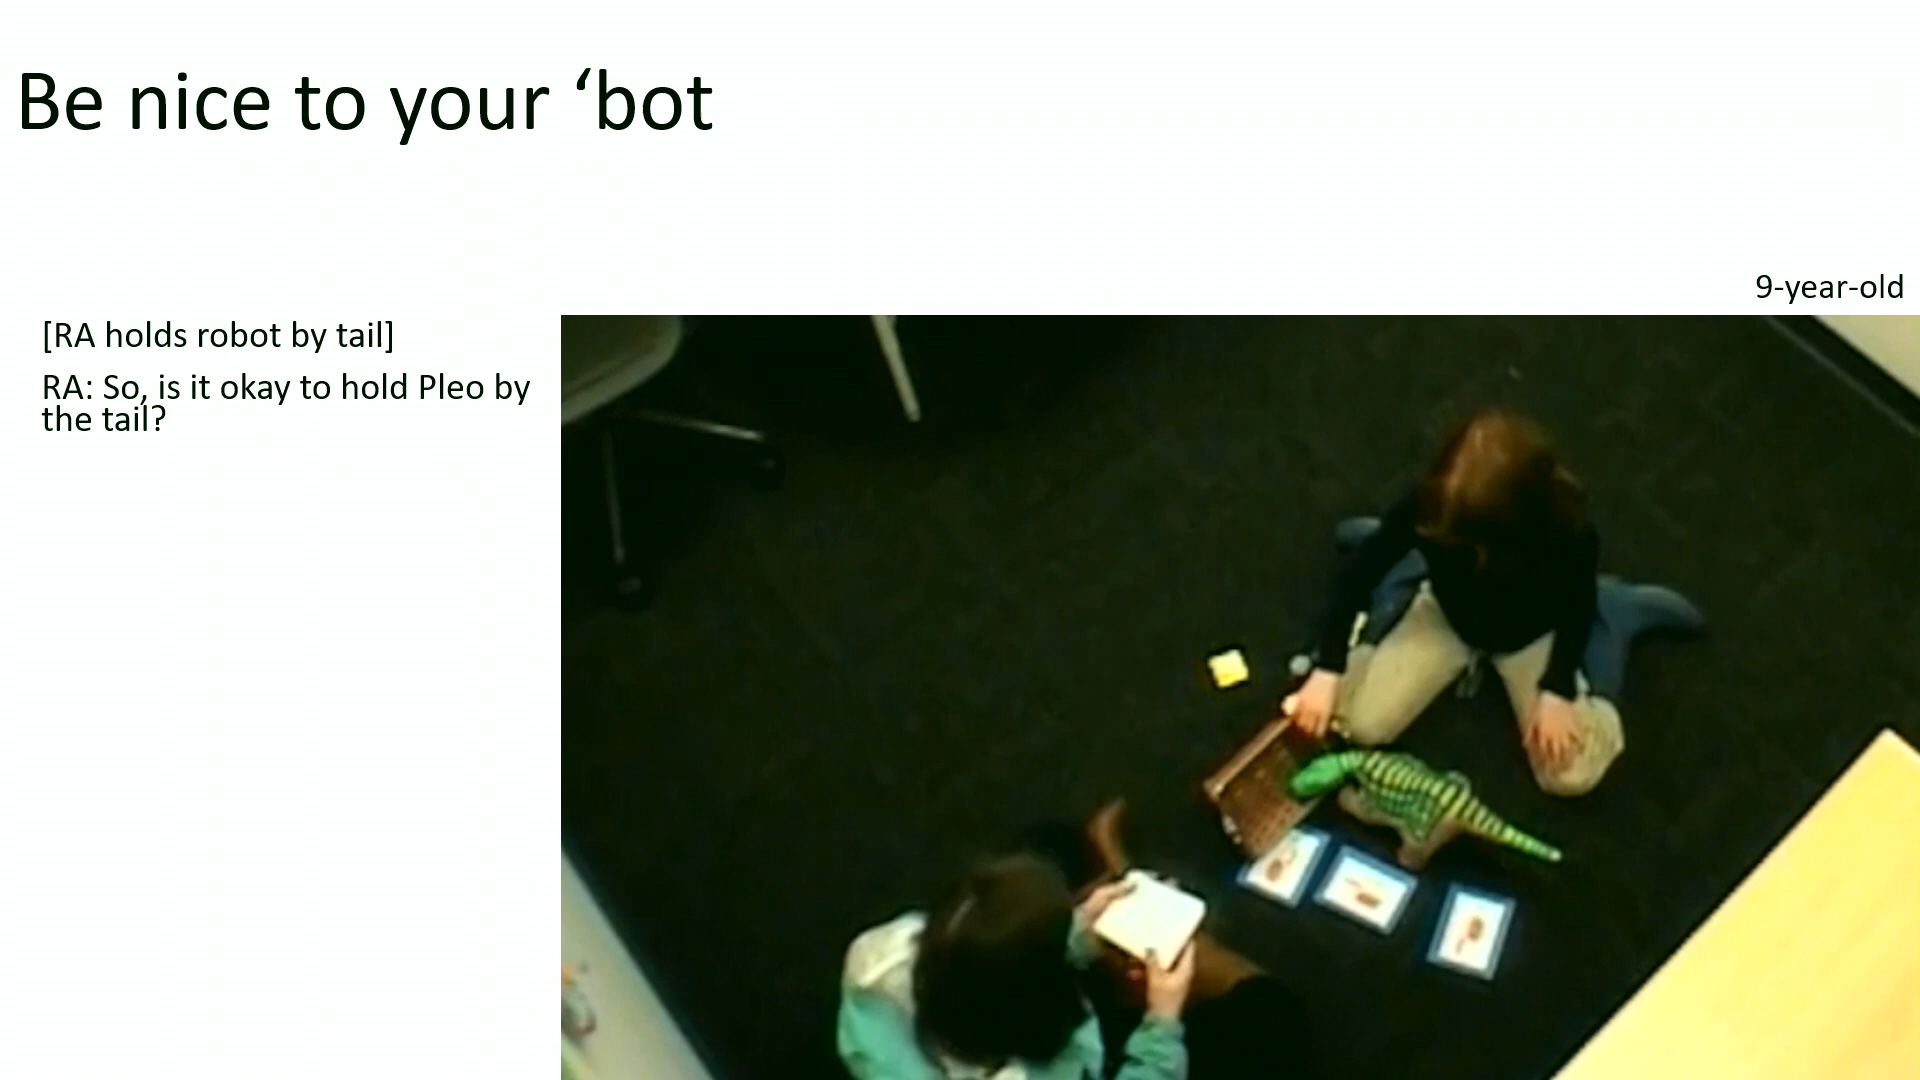 Be nice to your ‘bot
9-year-old
[RA holds robot by tail]
RA: So, is it okay to hold Pleo by
the tail?